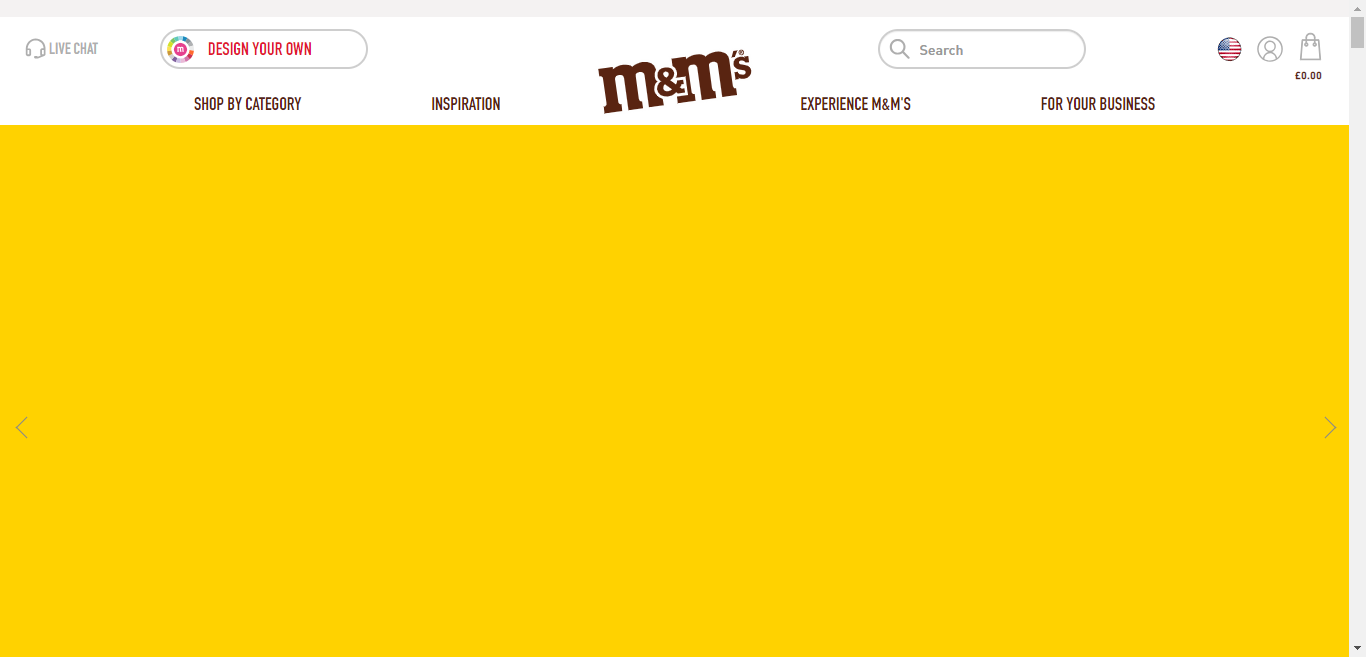 LIVE CHAT
DESIGN YOUR OWN
Search
£0.00
SHOP BY CATEGORY
INSPIRATION
m&m's®
EXPERIENCE M&M'S
FOR YOUR BUSINESS